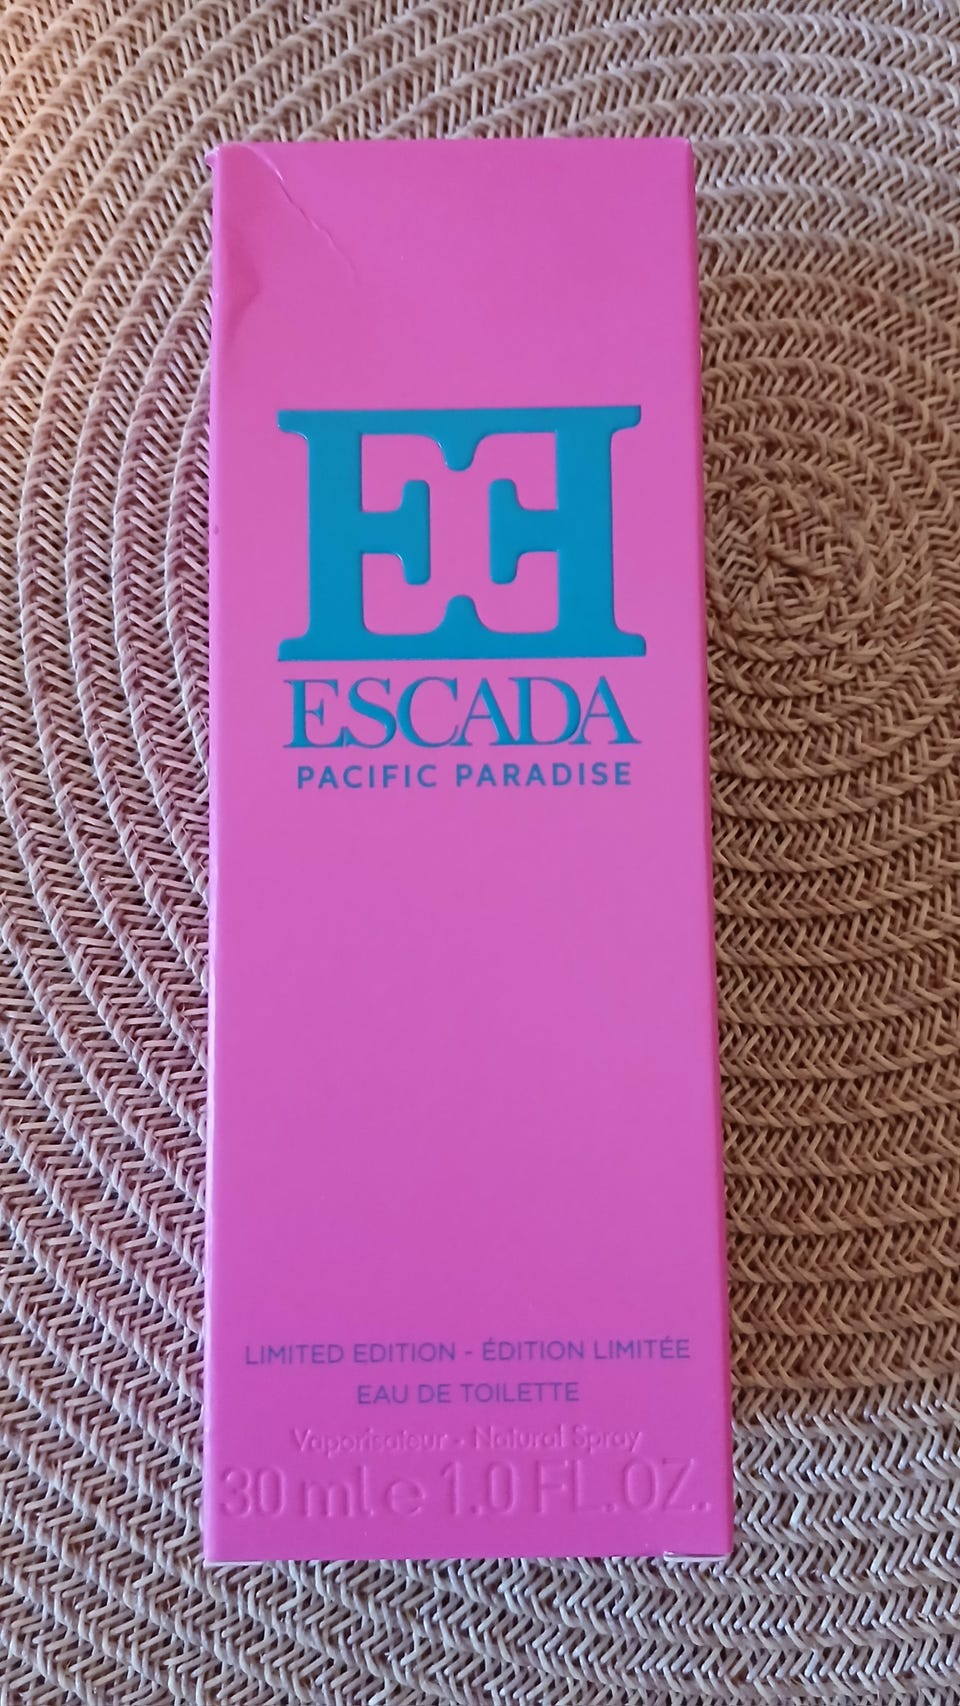 ESCADA
PACIFIC PARADISE
LIMITED EDITION - ÉDITION LIMITÉE
EAU DE TOILETTE
Vaporisateur - Natural Spray
30 ml e 1.0 FL.OZ.